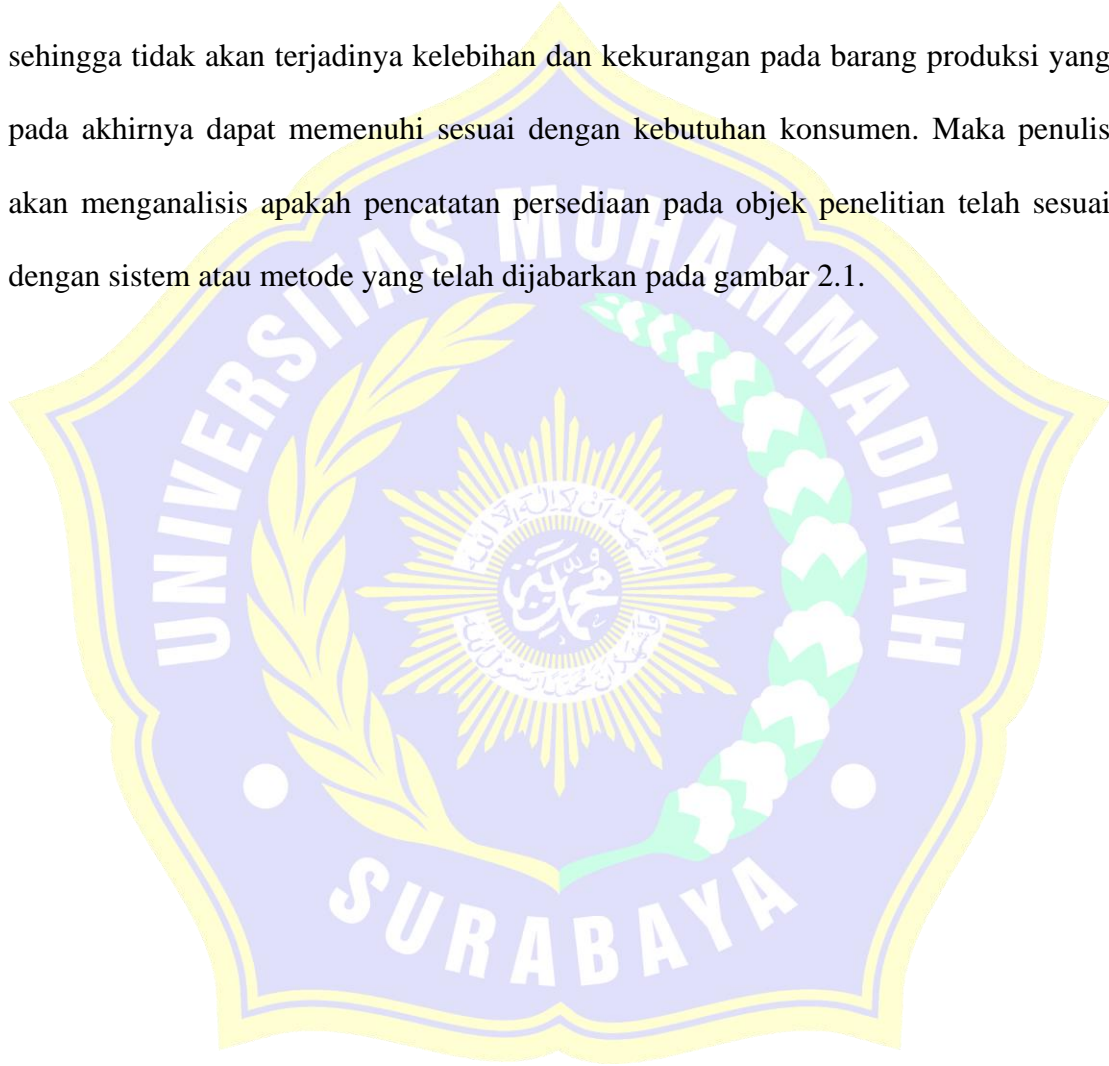 sehingga tidak akan terjadinya kelebihan dan kekurangan pada barang produksi yang
pada akhirnya dapat memenuhi sesuai dengan kebutuhan konsumen. Maka penulis
akan menganalisis apakah pencatatan persediaan pada objek penelitian telah sesuai
dengan sistem atau metode yang telah dijabarkan pada gambar 2.1.
UNIVERSITAS MUHAMMADIYAH
SURABAYA